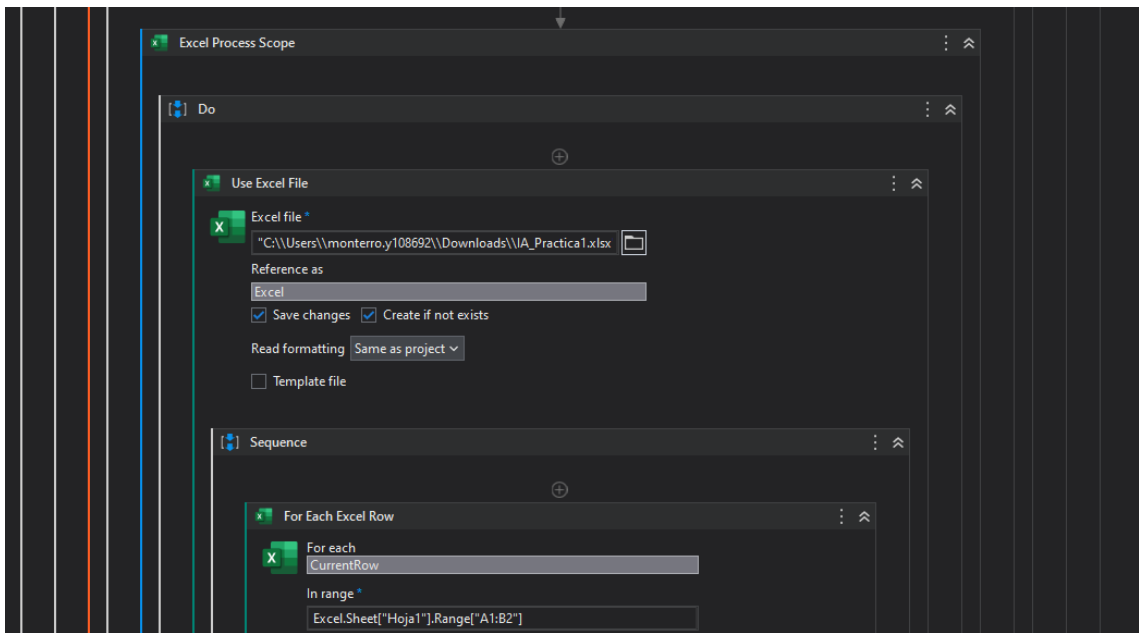 Excel Process Scope
Do
Use Excel File
Excel file *
"C:\\Users\\monterro.y108692\\Downloads\\IA_Practica1.xlsx
Reference as
Excel
Save changes Create if not exists
Read formatting Same as project
Template file
Sequence
For Each Excel Row
For each
CurrentRow
In range *
Excel.Sheet["Hoja1"].Range["A1:B2"]